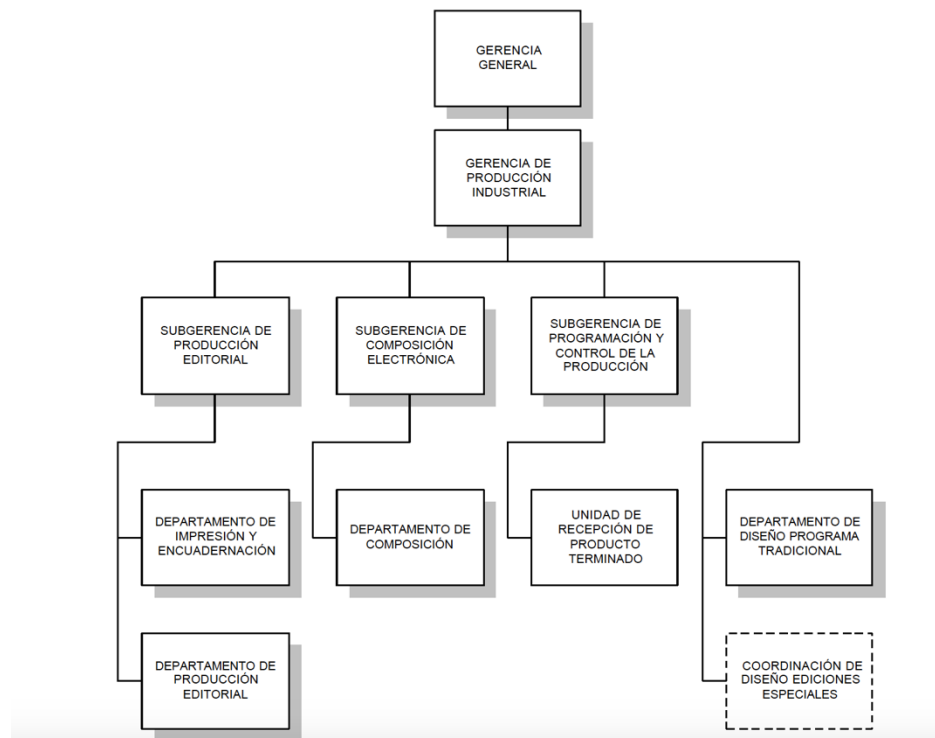 GERENCIA
GENERAL
GERENCIA DE
PRODUCCIÓN
INDUSTRIAL
SUBGERENCIA DE
PRODUCCIÓN
EDITORIAL
SUBGERENCIA DE
COMPOSICIÓN
ELECTRÓNICA
SUBGERENCIA DE
PROGRAMACIÓN Y
CONTROL DE LA
PRODUCCIÓN
DEPARTAMENTO DE
IMPRESIÓN Y
ENCUADERNACIÓN
DEPARTAMENTO DE
COMPOSICIÓN
UNIDAD DE
RECEPCIÓN DE
PRODUCTO
TERMINADO
DEPARTAMENTO DE
DISEÑO PROGRAMA
TRADICIONAL
DEPARTAMENTO DE
PRODUCCIÓN
EDITORIAL
COORDINACIÓN DE
DISEÑO EDICIONES
ESPECIALES